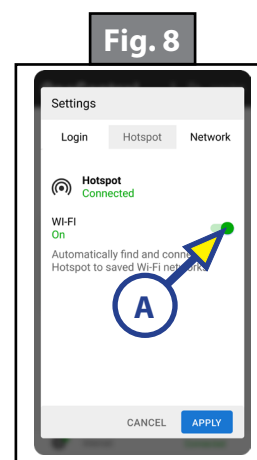 Fig. 8
Settings
Login Hotspot Network
Hotspot
Connected
WI-FI
On
Automatically find and conne
Hotspot to saved Wi-Fi networks.
A
CANCEL APPLY